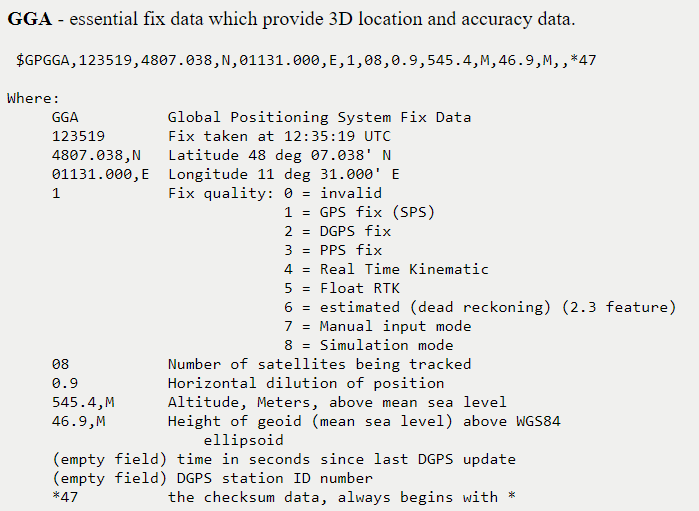 GGA - essential fix data which provide 3D location and accuracy data.
$GPGGA,123519,4807.038,N,01131.000,E,1,08,0.9,545.4,M,46.9,M,,*47
Where:
GGA Global Positioning System Fix Data
123519 Fix taken at 12:35:19 UTC
4807.038,N Latitude 48 deg 07.038' N
01131.000,E Longitude 11 deg 31.000' E
1 Fix quality: 0 = invalid
1 = GPS fix (SPS)
2 = DGPS fix
3 = PPS fix
4 = Real Time Kinematic
5 = Float RTK
6 = estimated (dead reckoning) (2.3 feature)
7 = Manual input mode
8 = Simulation mode
08 Number of satellites being tracked
0.9 Horizontal dilution of position
545.4,M Altitude, Meters, above mean sea level
46.9,M Height of geoid (mean sea level) above WGS84
ellipsoid
(empty field) time in seconds since last DGPS update
(empty field) DGPS station ID number
*47 the checksum data, always begins with *